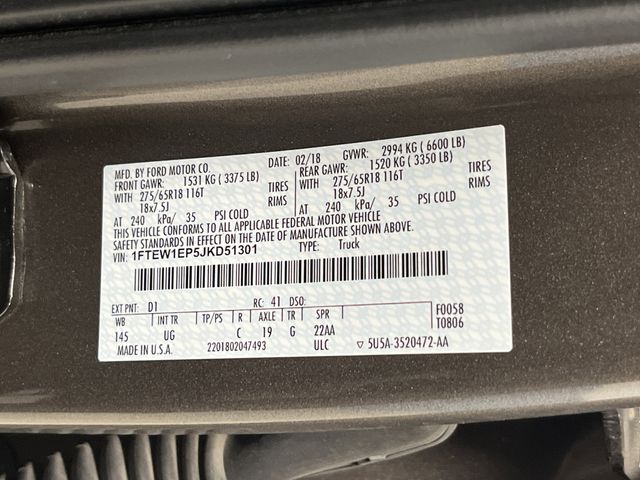 MFD. BY FORD MOTOR CO. DATE: 02/18 GVWR: 2994 KG ( 6600 LB)
FRONT GAWR: 1531 KG ( 3375 LB) REAR GAWR: 1520 KG ( 3350 LB)
WITH 275/65R18 116T TIRES WITH 275/65R18 116T TIRES
18x7.5J RIMS 18x7.5J RIMS
AT 240 kPa/ 35 PSI COLD AT 240 kPa/ 35 PSI COLD
THIS VEHICLE CONFORMS TO ALL APPLICABLE FEDERAL MOTOR VEHICLE
SAFETY STANDARDS IN EFFECT ON THE DATE OF MANUFACTURE SHOWN ABOVE.
VIN: 1FTEW1EP5JKD51301 TYPE: Truck
EXT PNT: D1 RC: 41 DSO: F0058
WB INT TR TP/PS R AXLE TR SPR T0806
145 UG C 19 G 22AA
MADE IN U.S.A. 2201802047493 ULC ▽ 5U5A-3520472-AA